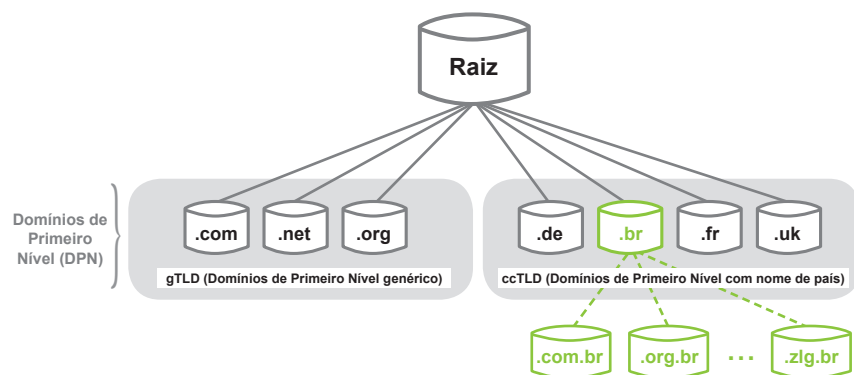 Raiz
Domínios de
Primeiro
Nível (DPN)
.com .net .org
.de .br .fr .uk
gTLD (Domínios de Primeiro Nível genérico)
ccTLD (Domínios de Primeiro Nível com nome de país)
.com.br .org.br ... .zlg.br